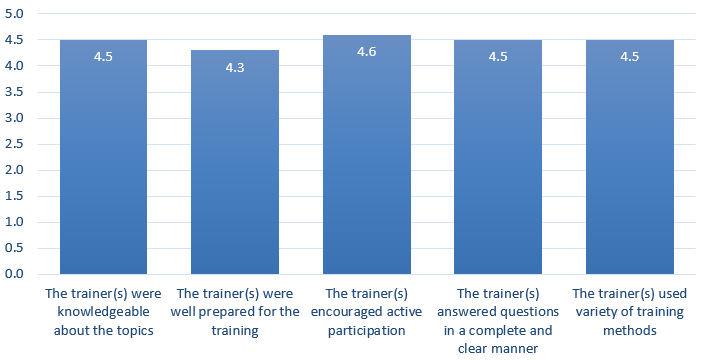 5.0
4.5
4.0
3.5
3.0
2.5
2.0
1.5
1.0
0.5
0.0
4.5
4.3
4.6
4.5
4.5
The trainer(s) were
knowledgeable
about the topics
The trainer(s) were
well prepared for the
training
The trainer(s)
encouraged active
participation
The trainer(s)
answered questions
in a complete and
clear manner
The trainer(s) used
variety of training
methods